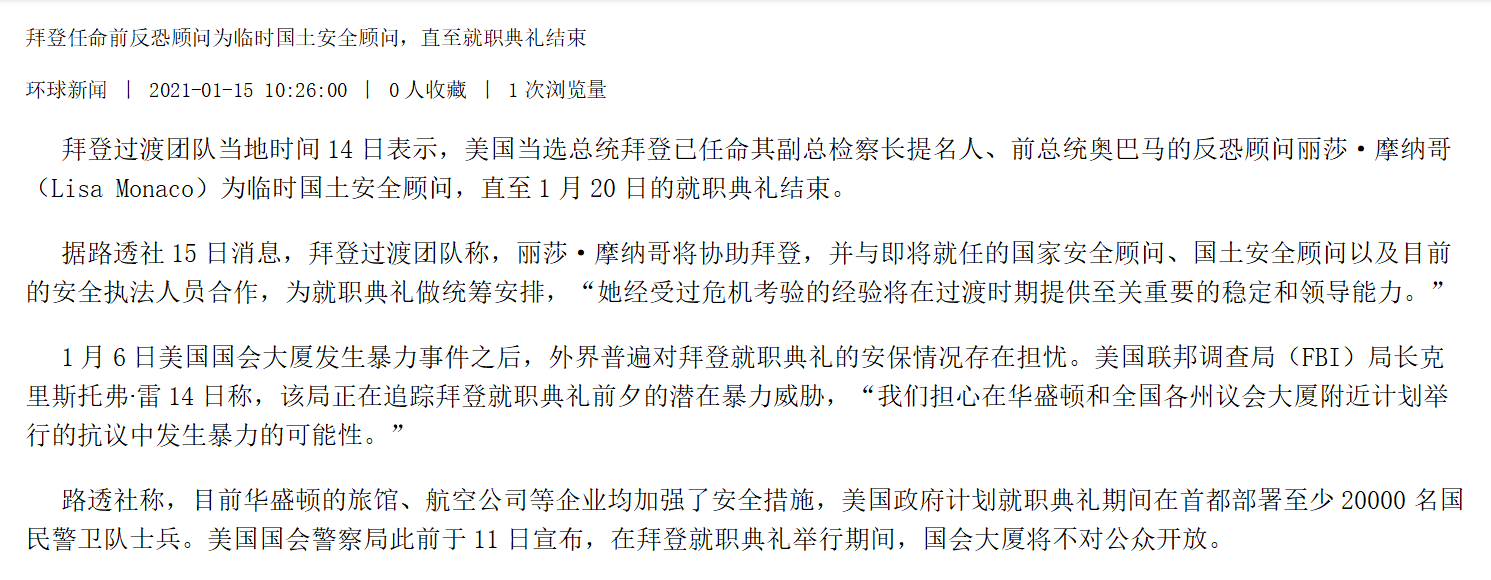 拜登任命前反恐顾问为临时国土安全顾问，直至就职典礼结束
环球新闻 | 2021-01-15 10:26:00 | 0人收藏 | 1次浏览量
拜登过渡团队当地时间14日表示，美国当选总统拜登已任命其副总检察长提名人、前总统奥巴马的反恐顾问丽莎·摩纳哥
（Lisa Monaco）为临时国土安全顾问，直至1月20日的就职典礼结束。
据路透社15日消息，拜登过渡团队称，丽莎·摩纳哥将协助拜登，并与即将就任的国家安全顾问、国土安全顾问以及目前
的安全执法人员合作，为就职典礼做统筹安排，“她经受过危机考验的经验将在过渡时期提供至关重要的稳定和领导能力。”
1月6日美国国会大厦发生暴力事件之后，外界普遍对拜登就职典礼的安保情况存在担忧。美国联邦调查局（FBI）局长克
里斯托弗·雷14日称，该局正在追踪拜登就职典礼前夕的潜在暴力威胁，“我们担心在华盛顿和全国各州议会大厦附近计划举
行的抗议中发生暴力的可能性。”
路透社称，目前华盛顿的旅馆、航空公司等企业均加强了安全措施，美国政府计划就职典礼期间在首都部署至少20000名国
民警卫队士兵。美国国会警察局此前于11日宣布，在拜登就职典礼举行期间，国会大厦将不对公众开放。